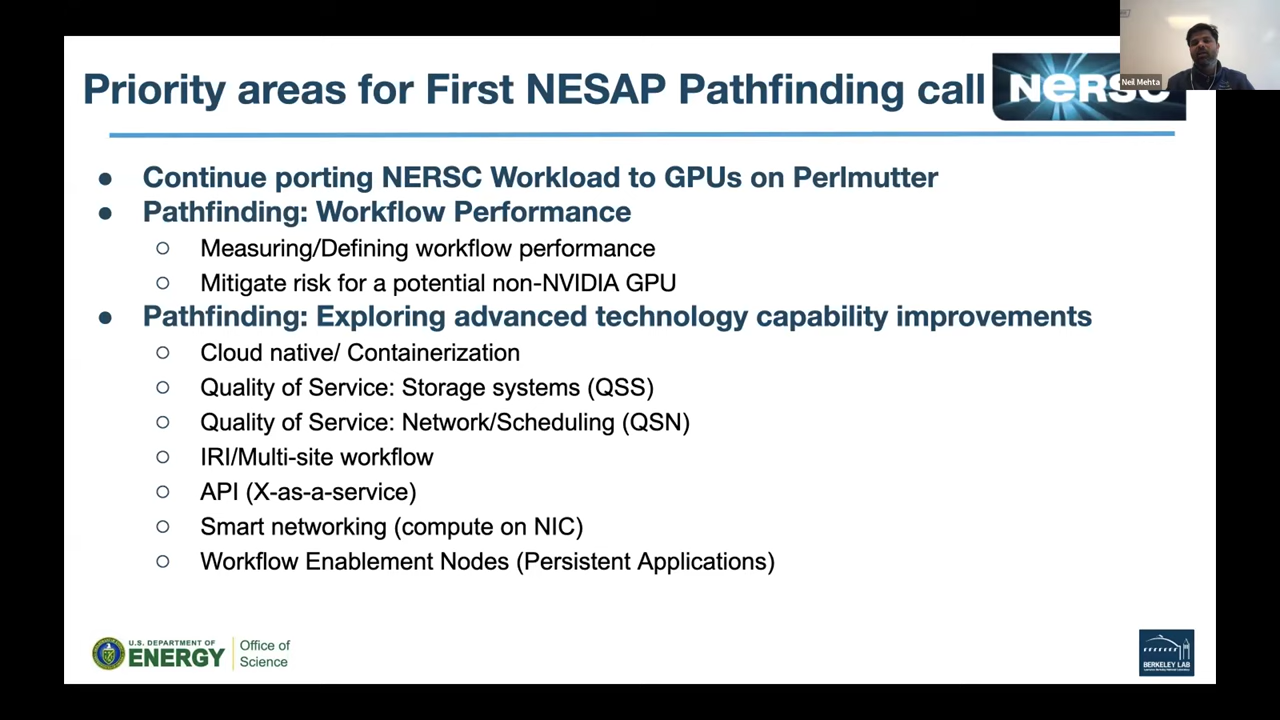 Priority areas for First NESAP Pathfinding call
NERSC
Neil Mehta
● Continue porting NERSC Workload to GPUs on Perlmutter
● Pathfinding: Workflow Performance
○ Measuring/Defining workflow performance
○ Mitigate risk for a potential non-NVIDIA GPU
● Pathfinding: Exploring advanced technology capability improvements
○ Cloud native/ Containerization
○ Quality of Service: Storage systems (QSS)
○ Quality of Service: Network/Scheduling (QSN)
○ IRI/Multi-site workflow
○ API (X-as-a-service)
○ Smart networking (compute on NIC)
○ Workflow Enablement Nodes (Persistent Applications)
U.S. DEPARTMENT OF
ENERGY
Office of
Science
BERKELEY LAB